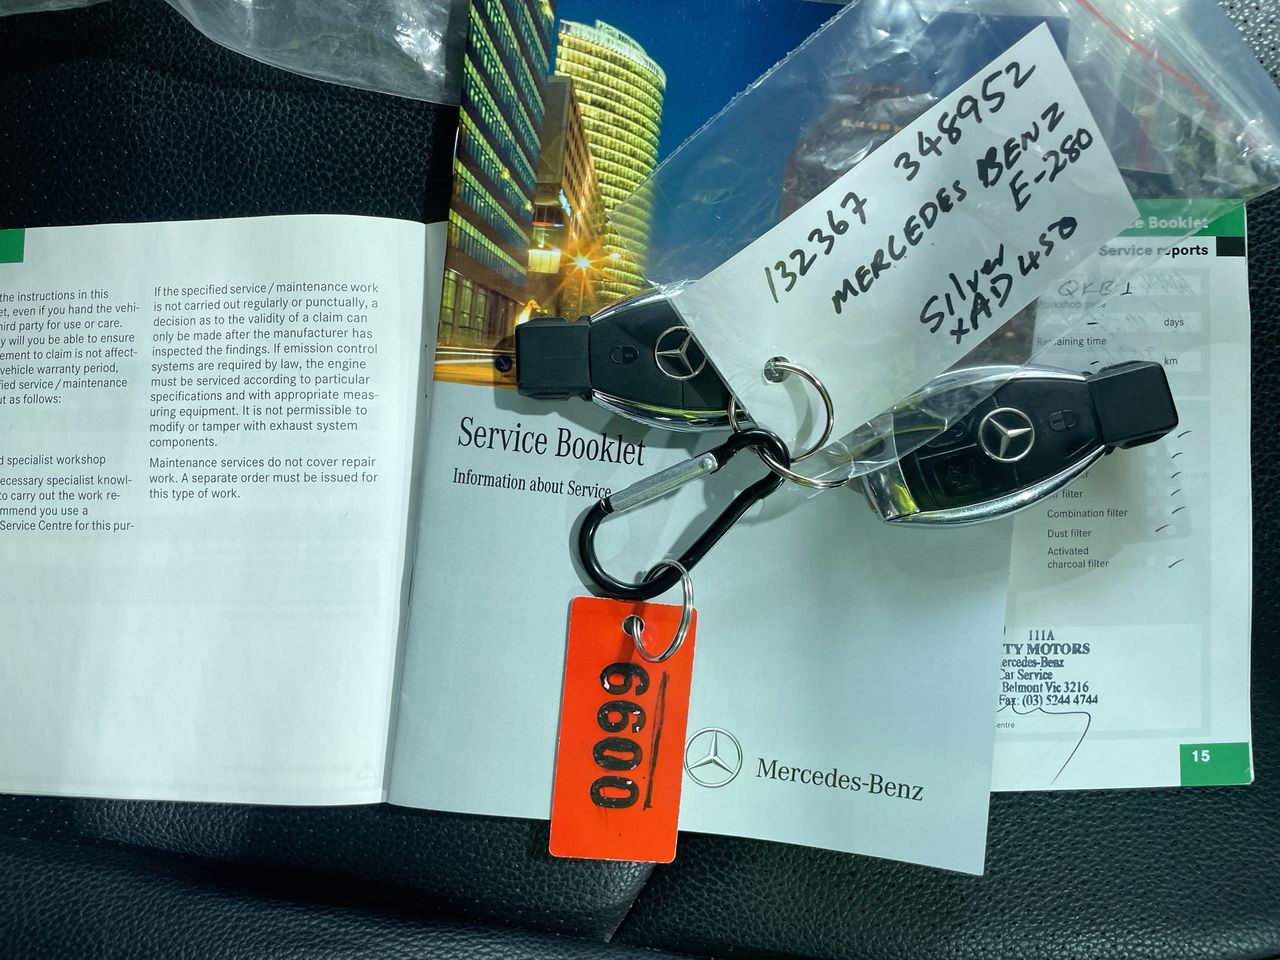 the instructions in this
et, even if you hand the vehi-
hird party for use or care.
y will you be able to ensure
ement to claim is not affect-
vehicle warranty period,
fied service / maintenance
ut as follows:
d specialist workshop
ecessary specialist knowl-
to carry out the work re-
mmend you use a
Service Centre for this pur-
If the specified service / maintenance work
is not carried out regularly or punctually, a
decision as to the validity of a claim can
only be made after the manufacturer has
inspected the findings. If emission control
systems are required by law, the engine
must be serviced according to particular
specifications and with appropriate meas-
uring equipment. It is not permissible to
modify or tamper with exhaust system
components.
Maintenance services do not cover repair
work. A separate order must be issued for
this type of work.
132367 348952
MERCEDES BENZ
E-280
Silver
XAD 450
Service Booklet
Information about Service
6600
Mercedes-Benz
e Booklet
Service reports
QKB1
days
Remaining time
km
filter
Combination filter
Dust filter
Activated
charcoal filter
111A
TY MOTORS
ercedes-Benz
Car Service
Belmont Vic 3216
Fax: (03) 5244 4744
entre
15